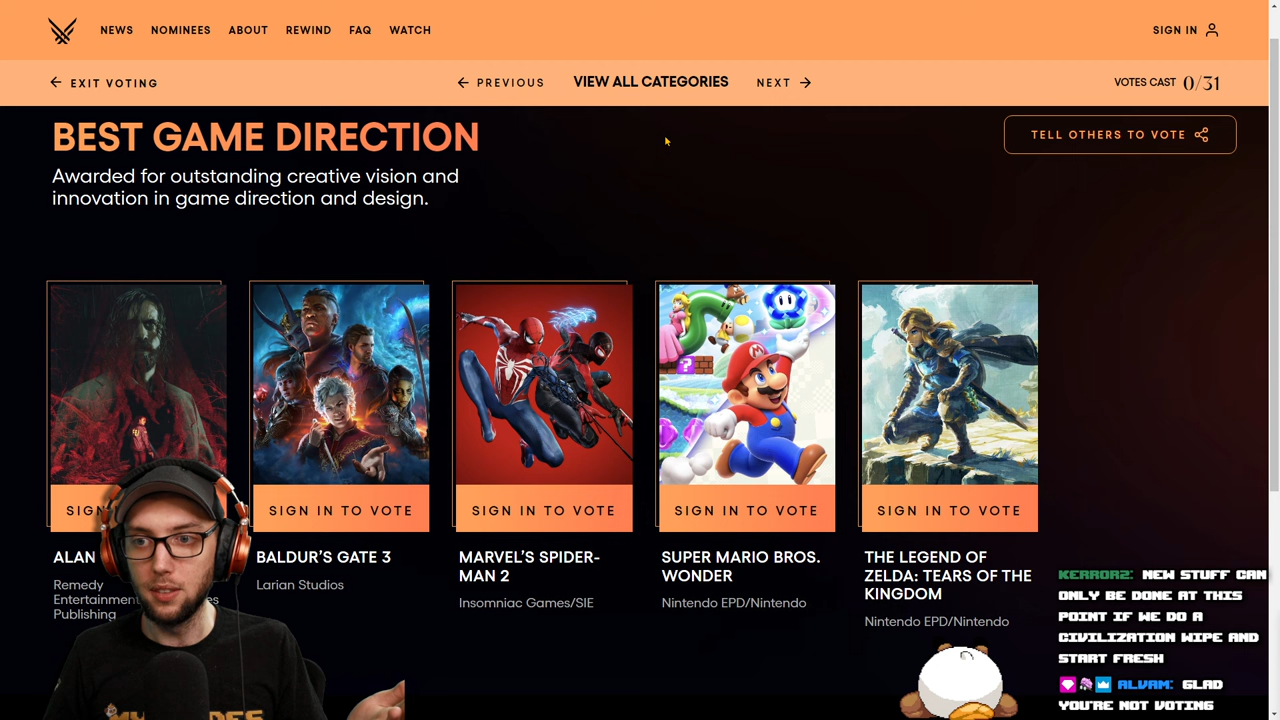 NEWS NOMINEES ABOUT REWIND FAQ WATCH SIGN IN
EXIT VOTING PREVIOUS VIEW ALL CATEGORIES NEXT VOTES CAST 0/31
BEST GAME DIRECTION
TELL OTHERS TO VOTE
Awarded for outstanding creative vision and
innovation in game direction and design.
SIGN IN TO VOTE
SIGN IN TO VOTE
SIGN IN TO VOTE
SIGN IN TO VOTE
ALAN
Remedy
Entertainment
Publishing
BALDUR'S GATE 3
Larian Studios
MARVEL'S SPIDER-
MAN 2
Insomniac Games/SIE
SUPER MARIO BROS.
WONDER
Nintendo EPD/Nintendo
THE LEGEND OF
ZELDA: TEARS OF THE
KINGDOM
Nintendo EPD/Nintendo
KERROR2: NEW STUFF CAN
ONLY BE DONE AT THIS
POINT IF WE DO A
CIVILIZATION WIPE AND
START FRESH
ALVAM: GLAD
YOU'RE NOT VOTING